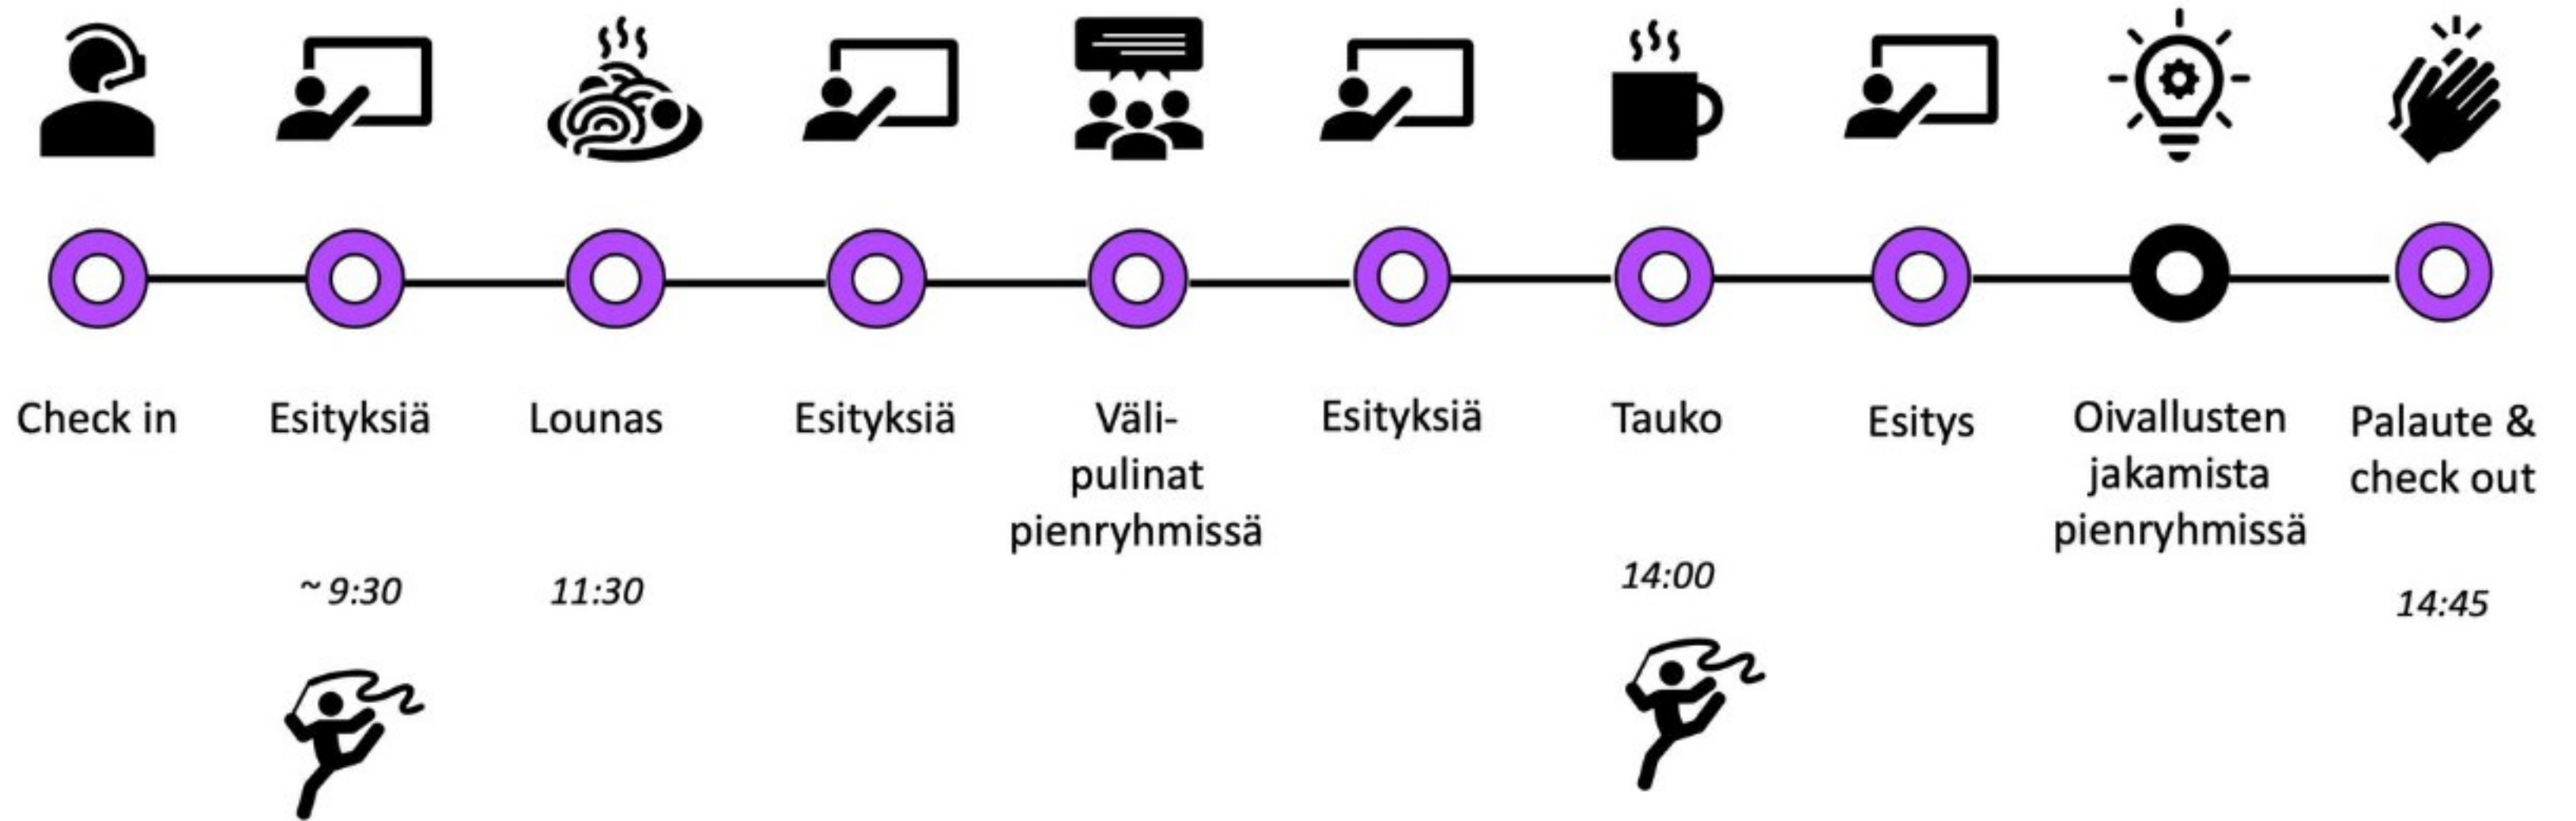 Check in
Esityksiä
Lounas
Esityksiä
Väli-
pulinat
pienryhmissä
Esityksiä
Tauko
Esitys
Oivallusten
jakamista
pienryhmissä
Palaute &
check out
~ 9:30
11:30
14:00
14:45